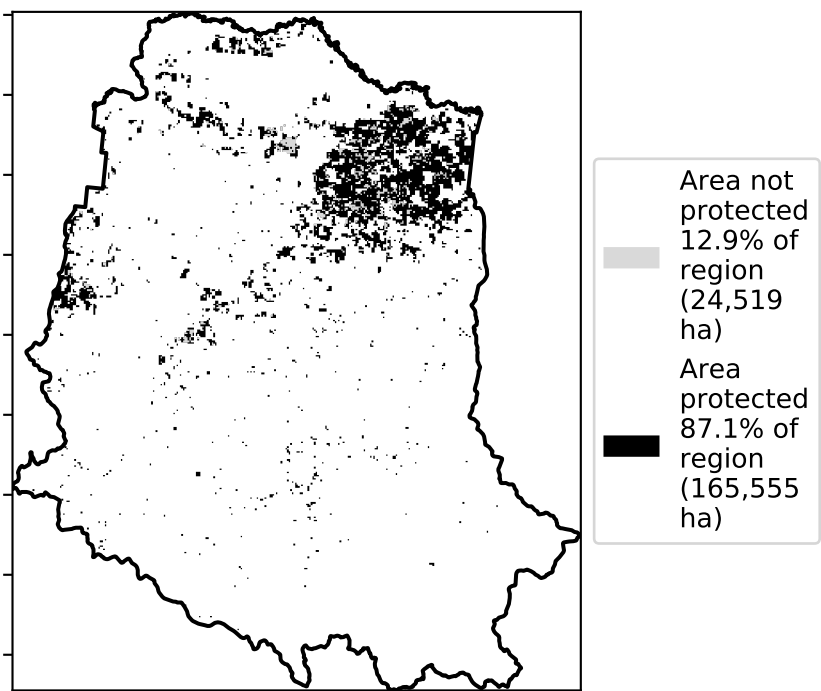 Area not
protected
12.9% of
region
(24,519
ha)
Area
protected
87.1% of
region
(165,555
ha)